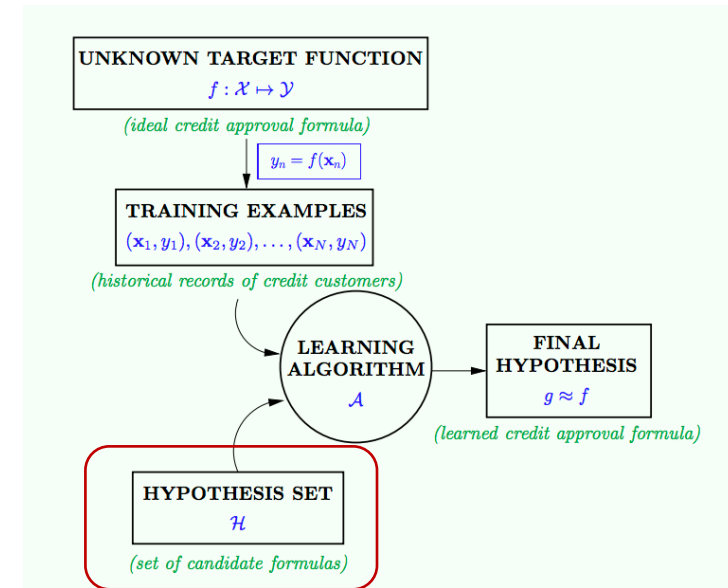 UNKNOWN TARGET FUNCTION
f : 𝒳 ↦ 𝒴
(ideal credit approval formula)
yₙ = f(𝐱ₙ)
TRAINING EXAMPLES
(𝐱₁, y₁), (𝐱₂, y₂), . . . , (𝐱_N, y_N)
(historical records of credit customers)
LEARNING
ALGORITHM
𝒜
FINAL
HYPOTHESIS
g ≈ f
(learned credit approval formula)
HYPOTHESIS SET
ℋ
(set of candidate formulas)